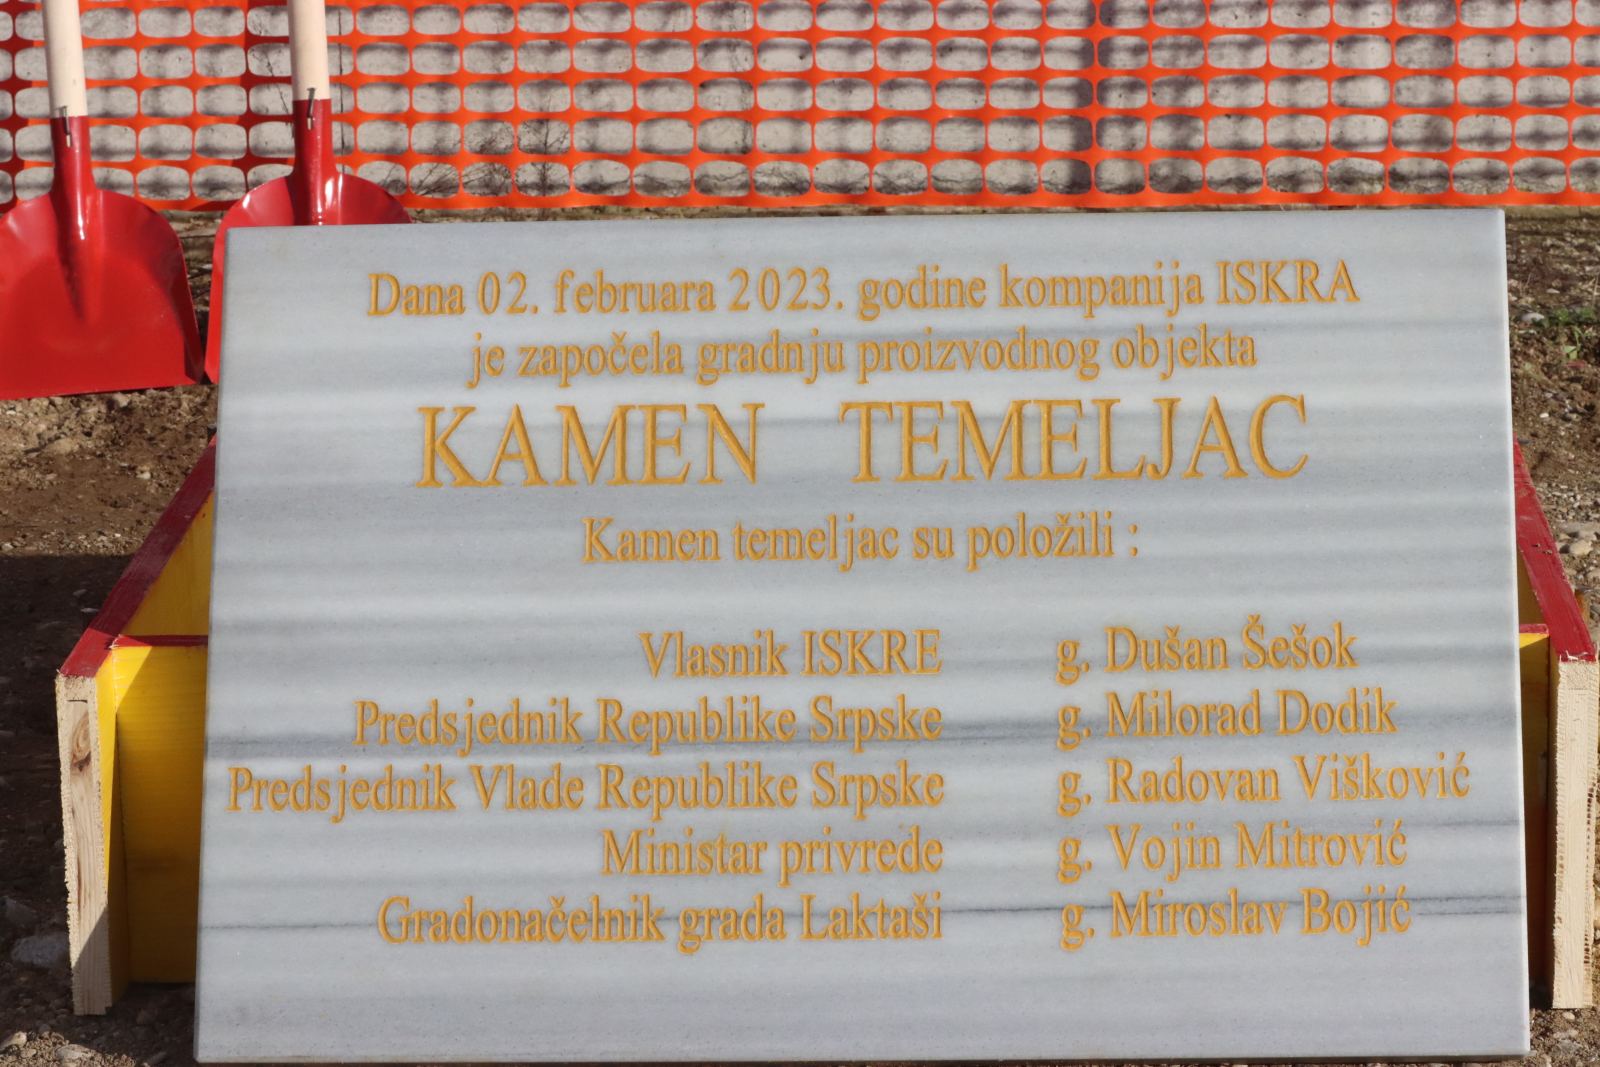 Dana 02. februara 2023. godine kompanija ISKRA
je započela gradnju proizvodnog objekta
KAMEN TEMELJAC
Kamen temeljac su položili :
Vlasnik ISKRE g. Dušan Šešok
Predsjednik Republike Srpske g. Milorad Dodik
Predsjednik Vlade Republike Srpske g. Radovan Višković
Ministar privrede g. Vojin Mitrović
Gradonačelnik grada Laktaši g. Miroslav Bojić